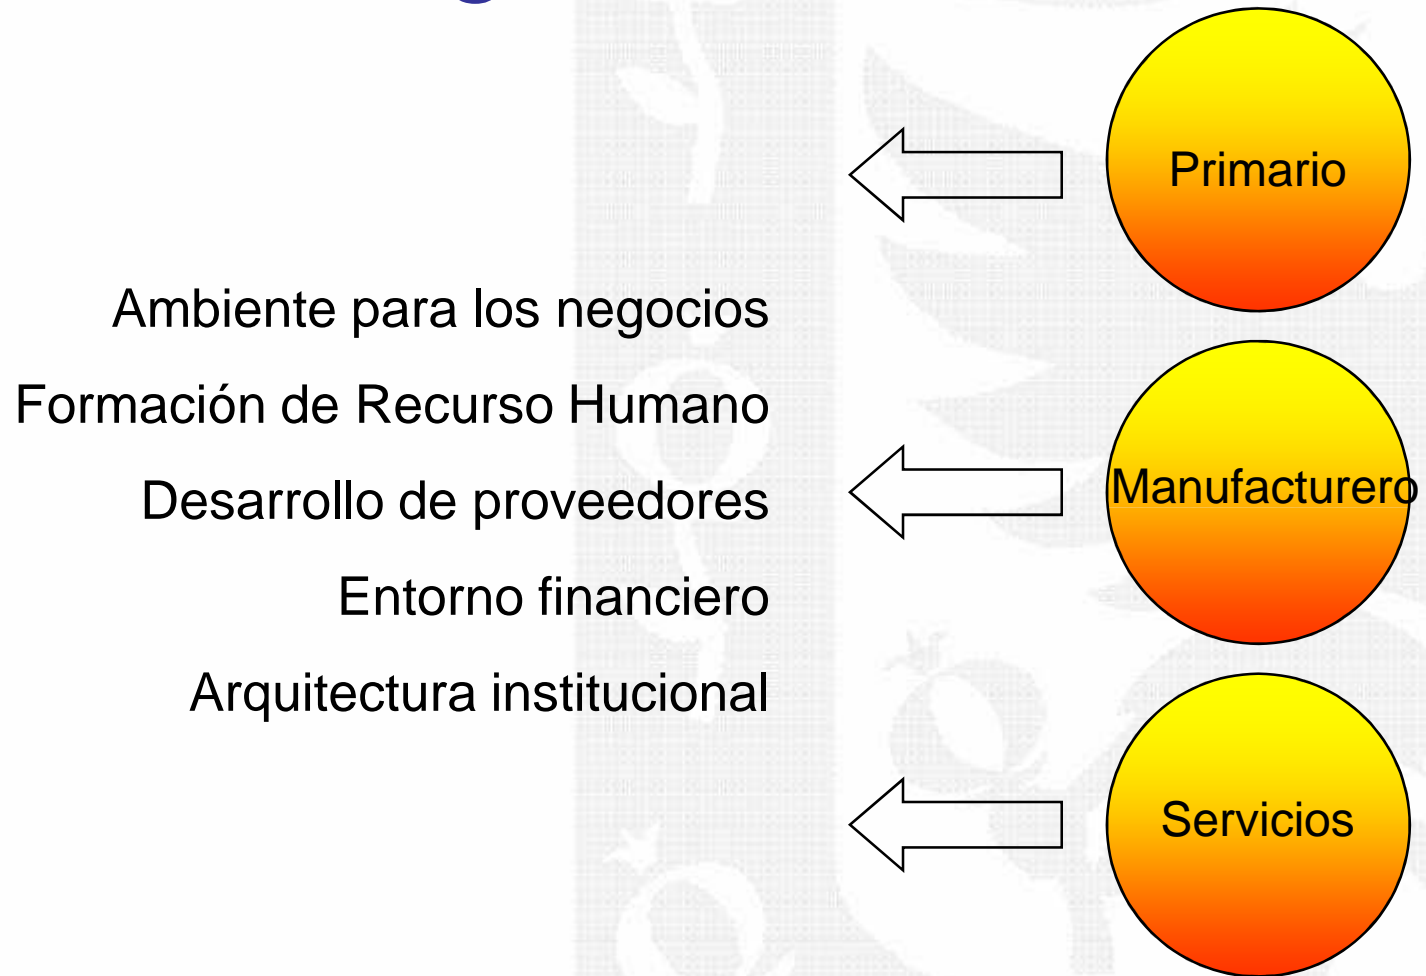 Primario
Ambiente para los negocios
Formación de Recurso Humano
Desarrollo de proveedores
Manufacturero
Entorno financiero
Arquitectura institucional
Servicios